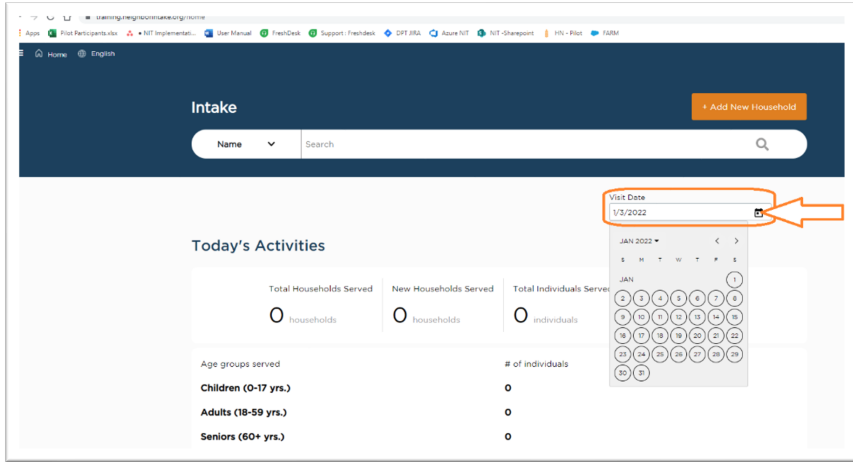 training.neighborintake.org/home
Apps Pilot Participants.xlsx • NIT Implementati... User Manual FreshDesk Support : Freshdesk DPT JIRA Azure NIT NIT -Sharepoint HN - Pilot FARM
Home English
Intake
+ Add New Household
Name Search
Visit Date
1/3/2022
JAN 2022
S M T W T F S
JAN 1
2 3 4 5 6 7 8
9 10 11 12 13 14 15
16 17 18 19 20 21 22
23 24 25 26 27 28 29
30 31
Today's Activities
Total Households Served New Households Served Total Individuals Serve
0 households 0 households 0 individuals
Age groups served # of individuals
Children (0-17 yrs.) 0
Adults (18-59 yrs.) 0
Seniors (60+ yrs.) 0